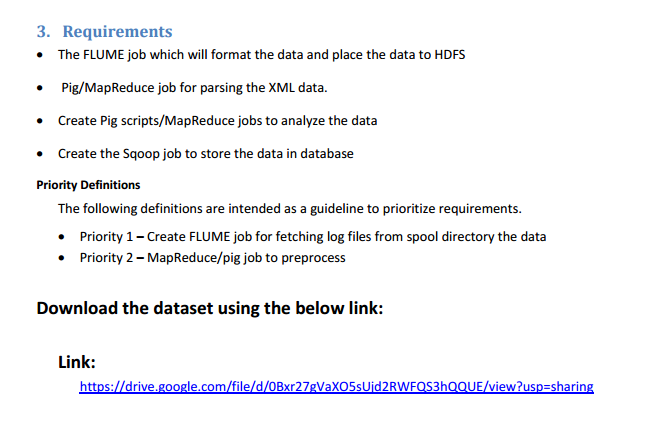 3. Requirements
• The FLUME job which will format the data and place the data to HDFS
• Pig/MapReduce job for parsing the XML data.
• Create Pig scripts/MapReduce jobs to analyze the data
• Create the Sqoop job to store the data in database
Priority Definitions
The following definitions are intended as a guideline to prioritize requirements.
• Priority 1 – Create FLUME job for fetching log files from spool directory the data
• Priority 2 – MapReduce/pig job to preprocess
Download the dataset using the below link:
Link:
https://drive.google.com/file/d/0Bxr27gVaXO5sUjd2RWFQS3hQQUE/view?usp=sharing